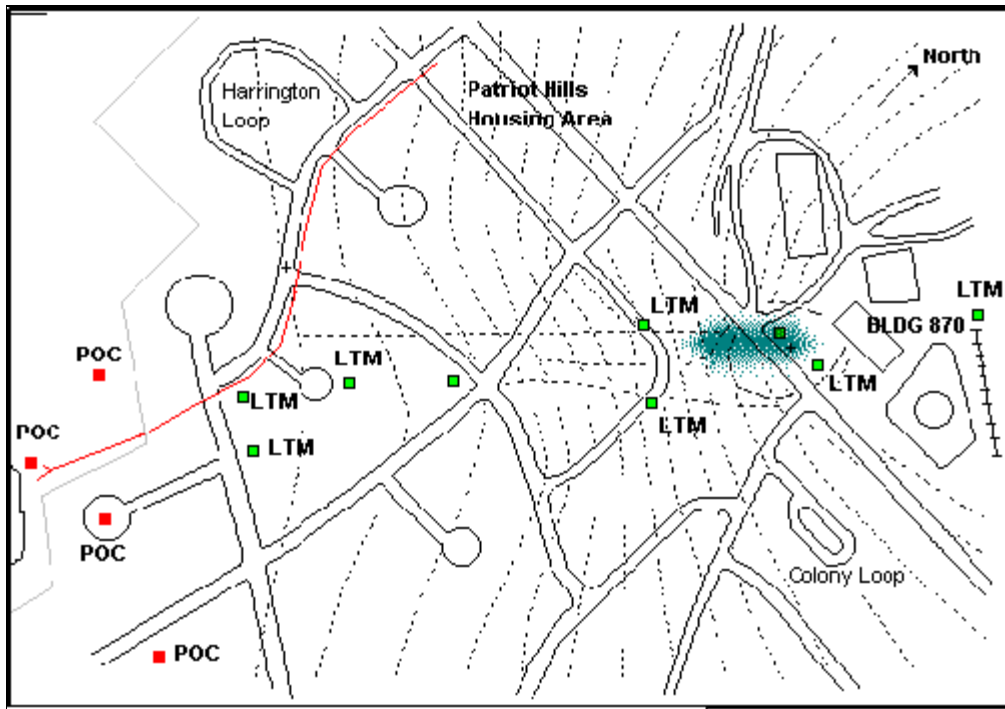 North
Harrington
Loop
Patriot Hills
Housing Area
LTM
LTM
BLDG 870
POC
LTM
LTM
LTM
LTM
POC
LTM
POC
Colony Loop
POC